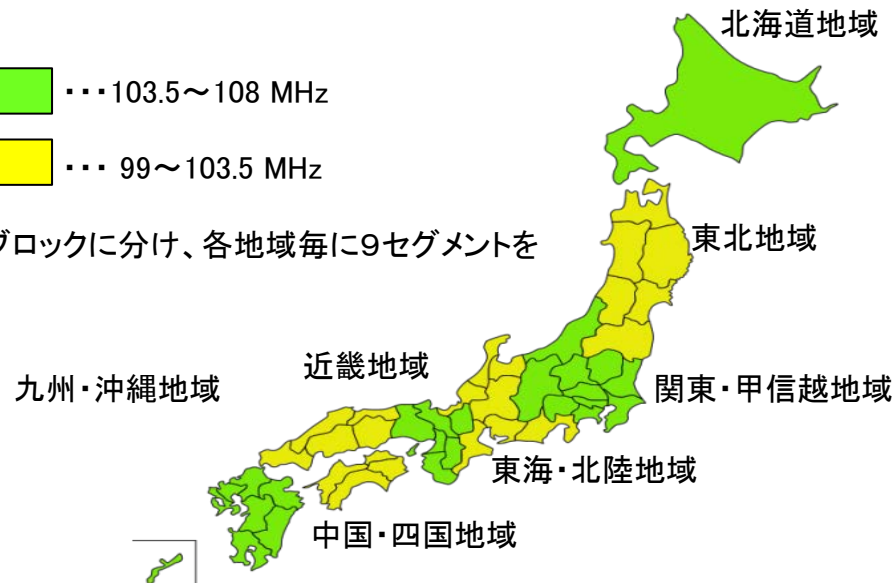 北海道地域
・・・103.5～108 MHz
・・・ 99～103.5 MHz
ブロックに分け、各地域毎に９セグメントを
東北地域
近畿地域
九州・沖縄地域
関東・甲信越地域
東海・北陸地域
中国・四国地域